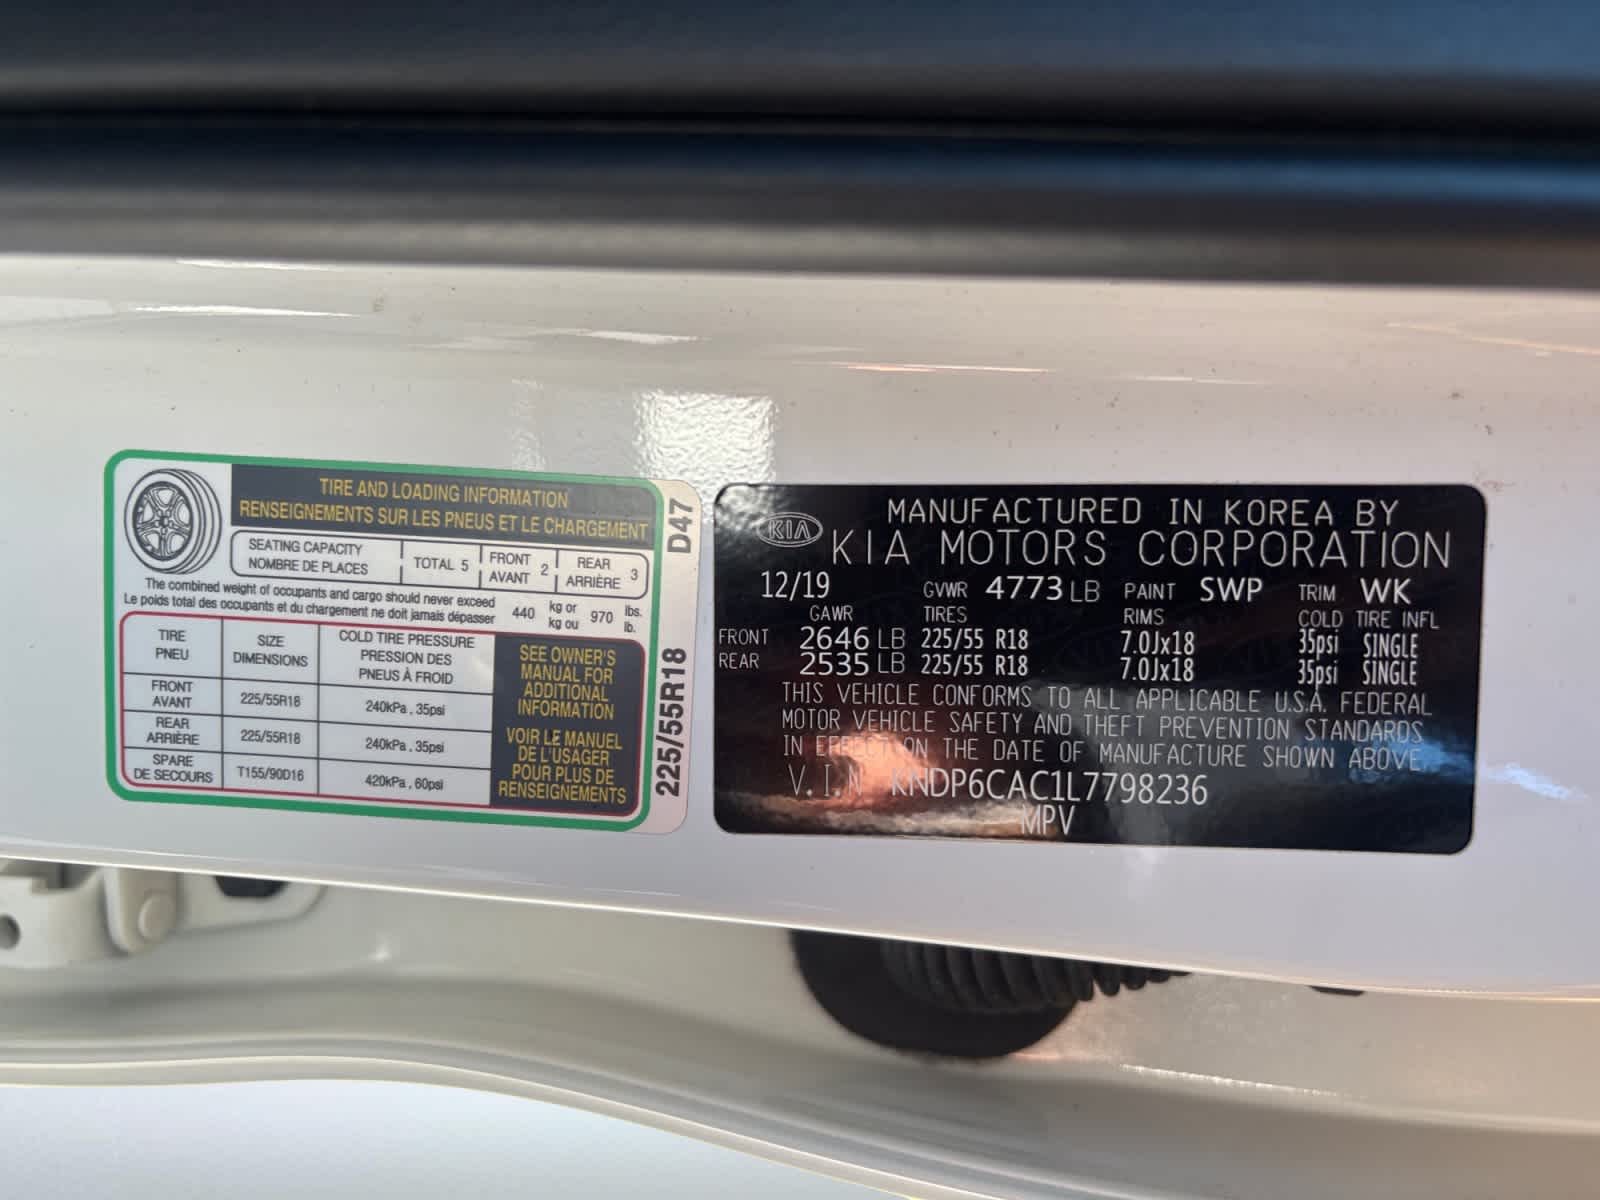 TIRE AND LOADING INFORMATION
RENSEIGNEMENTS SUR LES PNEUS ET LE CHARGEMENT
SEATING CAPACITY
NOMBRE DE PLACES
TOTAL 5
FRONT
AVANT
2
REAR
ARRIÈRE
3
The combined weight of occupants and cargo should never exceed
Le poids total des occupants et du chargement ne doit jamais dépasser
440
kg or
kg ou
970
lbs.
lb.
TIRE
PNEU
SIZE
DIMENSIONS
COLD TIRE PRESSURE
PRESSION DES
PNEUS À FROID
FRONT
AVANT
225/55R18
240kPa , 35psi
REAR
ARRIÈRE
225/55R18
240kPa , 35psi
SPARE
DE SECOURS
T155/90D16
420kPa , 60psi
SEE OWNER'S
MANUAL FOR
ADDITIONAL
INFORMATION
VOIR LE MANUEL
DE L'USAGER
POUR PLUS DE
RENSEIGNEMENTS
225/55R18 D47
KIA
MANUFACTURED IN KOREA BY
KIA MOTORS CORPORATION
12/19 GVWR 4773 LB PAINT SWP TRIM WK
GAWR TIRES RIMS COLD TIRE INFL
FRONT 2646 LB 225/55 R18 7.0Jx18 35psi SINGLE
REAR 2535 LB 225/55 R18 7.0Jx18 35psi SINGLE
THIS VEHICLE CONFORMS TO ALL APPLICABLE U.S.A. FEDERAL
MOTOR VEHICLE SAFETY AND THEFT PREVENTION STANDARDS
IN EFFECT ON THE DATE OF MANUFACTURE SHOWN ABOVE.
V.I.N KNDP6CAC1L7798236
MPV